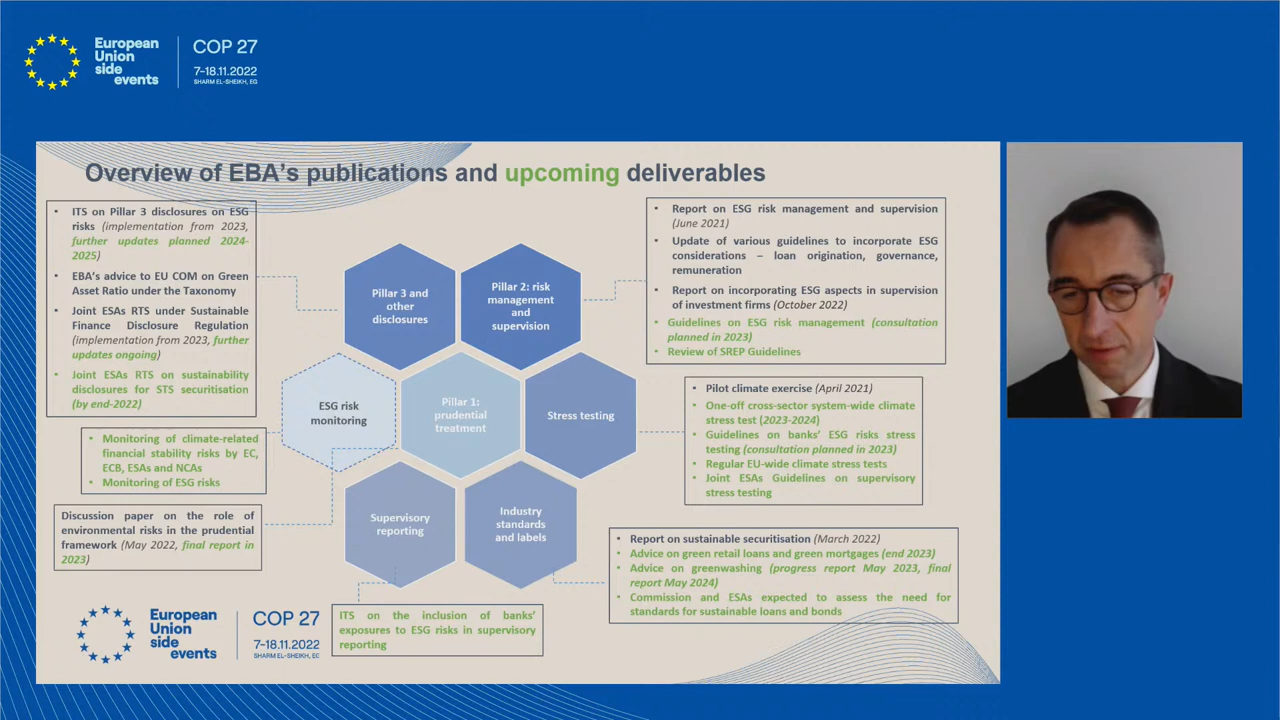 European
Union
side
events
COP 27
7-18.11.2022
SHARM EL-SHEIKH, EG
Overview of EBA's publications and upcoming deliverables
• ITS on Pillar 3 disclosures on ESG
risks (implementation from 2023,
further updates planned 2024-
2025)
• EBA's advice to EU COM on Green
Asset Ratio under the Taxonomy
• Joint ESAs RTS under Sustainable
Finance Disclosure Regulation
(implementation from 2023, further
updates ongoing)
• Joint ESAs RTS on sustainability
disclosures for STS securitisation
(by end-2022)
• Monitoring of climate-related
financial stability risks by EC,
ECB, ESAs and NCAs
• Monitoring of ESG risks
Discussion paper on the role of
environmental risks in the prudential
framework (May 2022, final report in
2023)
Pillar 3 and
other
disclosures
Pillar 2: risk
management
and
supervision
ESG risk
monitoring
Pillar 1:
prudential
treatment
Stress testing
Supervisory
reporting
Industry
standards
and labels
• Report on ESG risk management and supervision
(June 2021)
• Update of various guidelines to incorporate ESG
considerations – loan origination, governance,
remuneration
• Report on incorporating ESG aspects in supervision
of investment firms (October 2022)
• Guidelines on ESG risk management (consultation
planned in 2023)
• Review of SREP Guidelines
• Pilot climate exercise (April 2021)
• One-off cross-sector system-wide climate
stress test (2023-2024)
• Guidelines on banks' ESG risks stress
testing (consultation planned in 2023)
• Regular EU-wide climate stress tests
• Joint ESAs Guidelines on supervisory
stress testing
• Report on sustainable securitisation (March 2022)
• Advice on green retail loans and green mortgages (end 2023)
• Advice on greenwashing (progress report May 2023, final
report May 2024)
• Commission and ESAs expected to assess the need for
standards for sustainable loans and bonds
ITS on the inclusion of banks'
exposures to ESG risks in supervisory
reporting
European
Union
side
events
COP 27
7-18.11.2022
SHARM EL-SHEIKH, EG